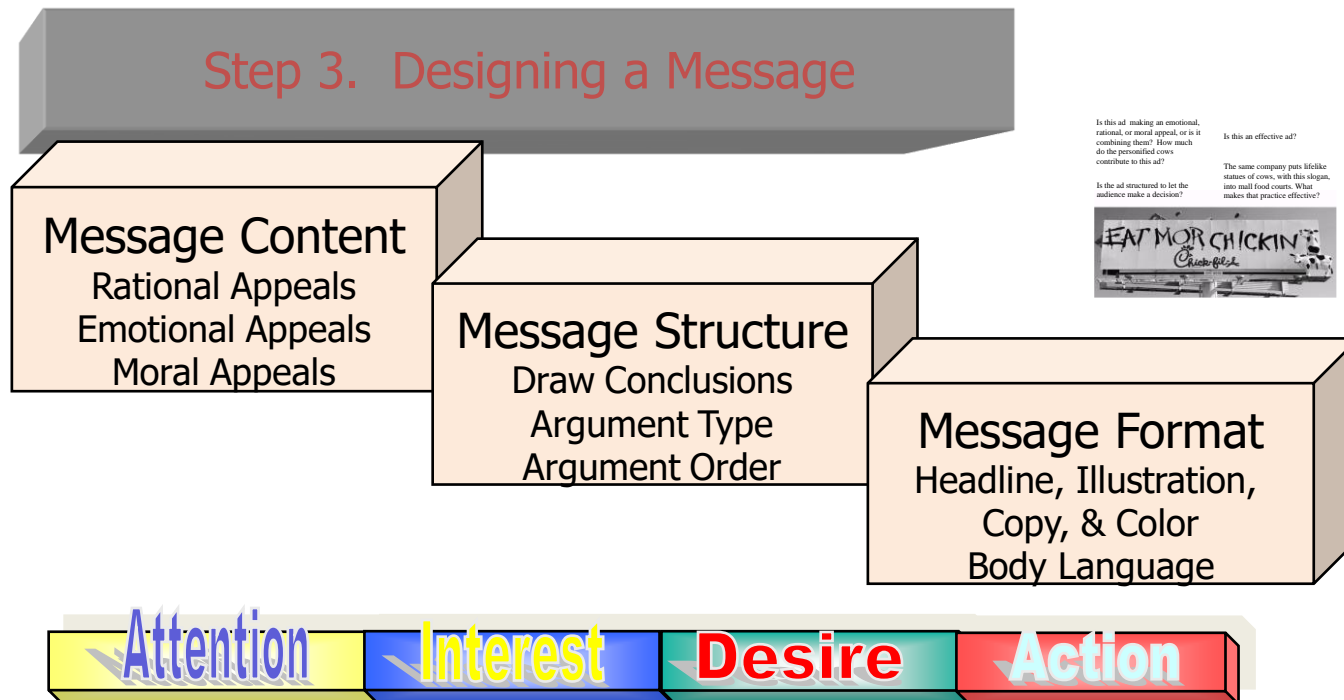 Step 3. Designing a Message
Message Content
Rational Appeals
Emotional Appeals
Moral Appeals
Message Structure
Draw Conclusions
Argument Type
Argument Order
Message Format
Headline, Illustration,
Copy, & Color
Body Language
Is this ad making an emotional,
rational, or moral appeal, or is it
combining them? How much
do the personified cows
contribute to this ad?
Is the ad structured to let the
audience make a decision?
Is this an effective ad?
The same company puts lifelike
statues of cows, with this slogan,
into mall food courts. What
makes that practice effective?
EAT MOR CHICKIN
Chick-fil-A
Attention Interest Desire Action